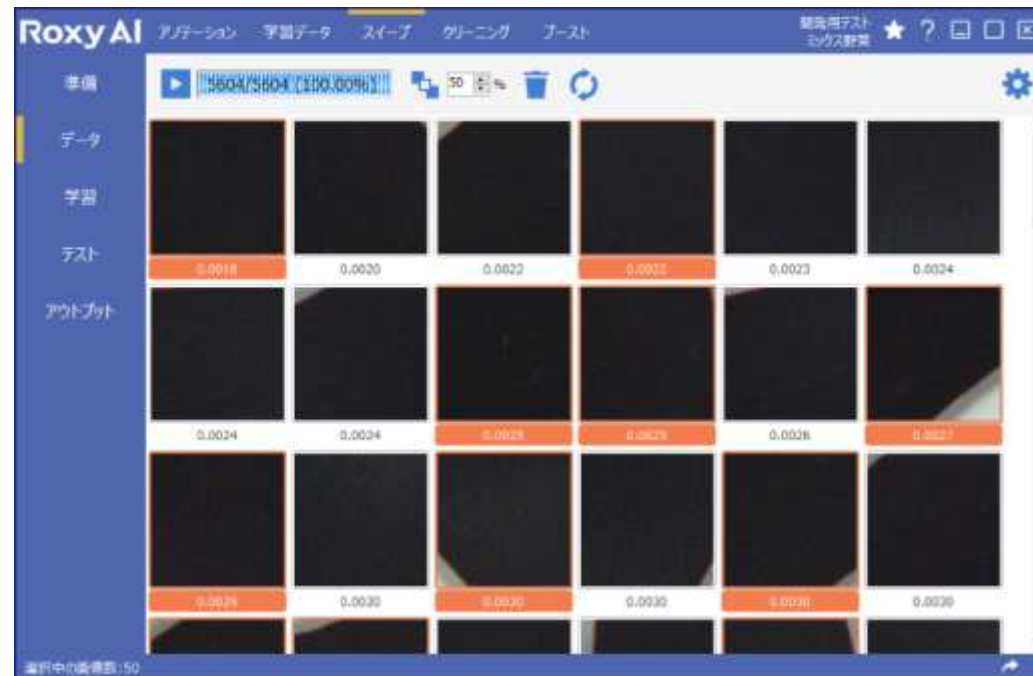 Roxy AI アノテーション 学習データ スイープ クリーニング ブースト
開発用テスト
ミックス野菜
?
準備
データ
学習
テスト
アウトプット
5604/5604 [100.00%]
50 %
0.0018 0.0020 0.0022 0.0022 0.0023 0.0024
0.0024 0.0024 0.0025 0.0025 0.0026 0.0027
0.0029 0.0030 0.0030 0.0030 0.0030 0.0030
選択中の画像数:50